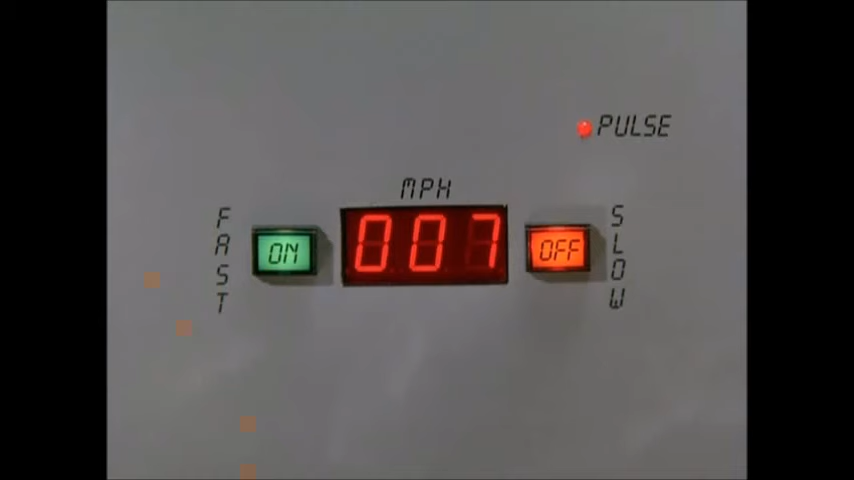 PULSE
MPH
FAST
ON
007
OFF
SLOW